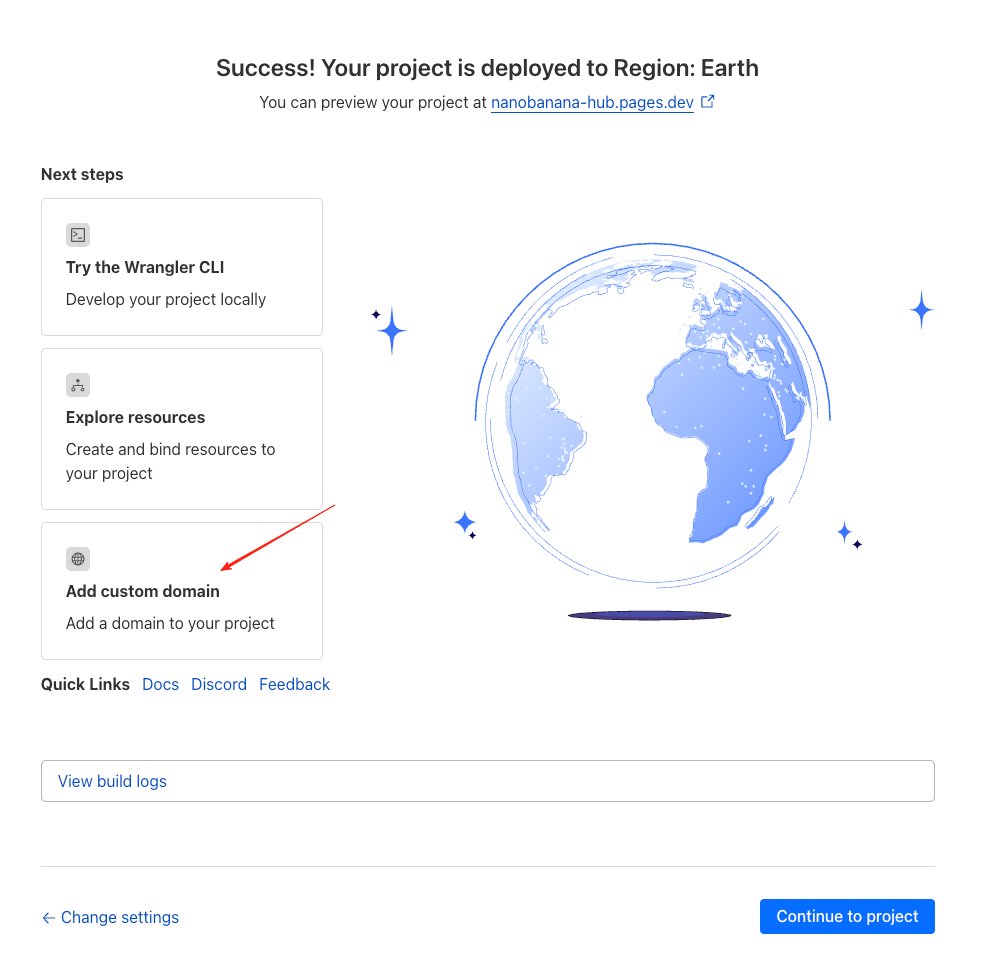 Success! Your project is deployed to Region: Earth
You can preview your project at nanobanana-hub.pages.dev
Next steps
Try the Wrangler CLI
Develop your project locally
Explore resources
Create and bind resources to
your project
Add custom domain
Add a domain to your project
Quick Links Docs Discord Feedback
View build logs
← Change settings
Continue to project